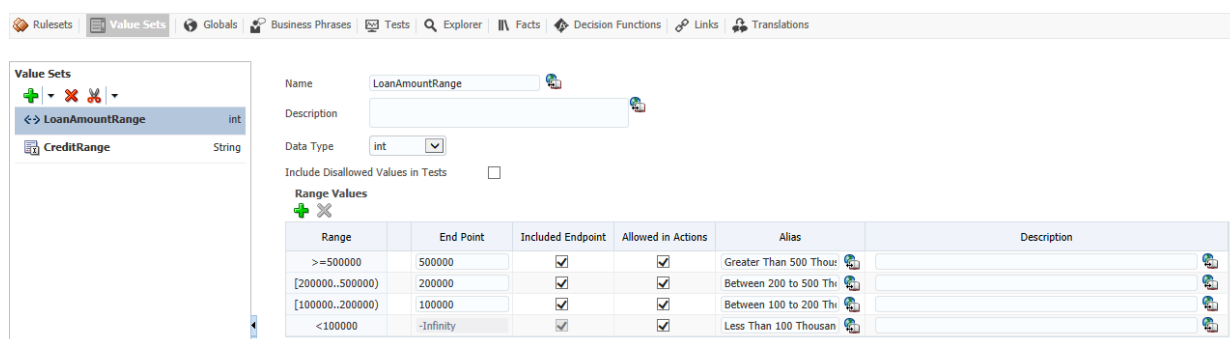 Rulesets Value Sets Globals Business Phrases Tests Explorer Facts Decision Functions Links Translations
Value Sets
LoanAmountRange int
CreditRange String
Name LoanAmountRange
Description
Data Type int
Include Disallowed Values in Tests
Range Values
Range End Point Included Endpoint Allowed in Actions Alias Description
>=500000 500000 Greater Than 500 Thous
[200000..500000) 200000 Between 200 to 500 Th
[100000..200000) 100000 Between 100 to 200 Th
<100000 -Infinity Less Than 100 Thousan